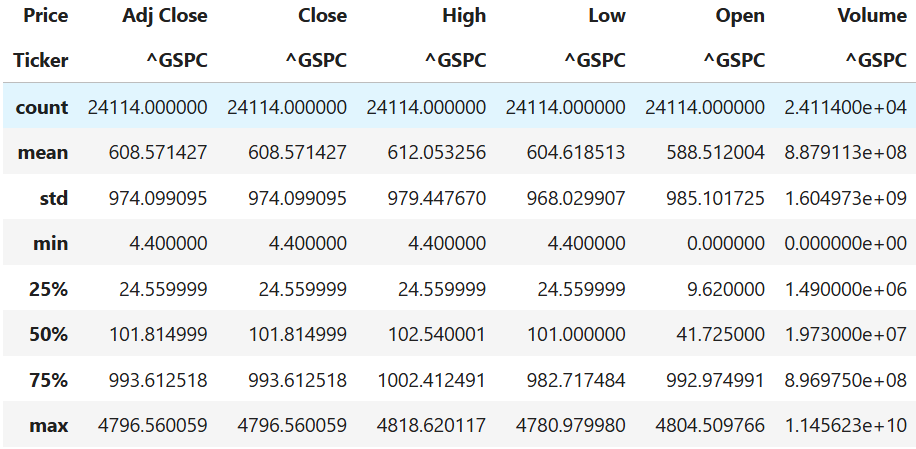 Price Adj Close Close High Low Open Volume
Ticker ^GSPC ^GSPC ^GSPC ^GSPC ^GSPC ^GSPC
count 24114.000000 24114.000000 24114.000000 24114.000000 24114.000000 2.411400e+04
mean 608.571427 608.571427 612.053256 604.618513 588.512004 8.879113e+08
std 974.099095 974.099095 979.447670 968.029907 985.101725 1.604973e+09
min 4.400000 4.400000 4.400000 4.400000 0.000000 0.000000e+00
25% 24.559999 24.559999 24.559999 24.559999 9.620000 1.490000e+06
50% 101.814999 101.814999 102.540001 101.000000 41.725000 1.973000e+07
75% 993.612518 993.612518 1002.412491 982.717484 992.974991 8.969750e+08
max 4796.560059 4796.560059 4818.620117 4780.979980 4804.509766 1.145623e+10